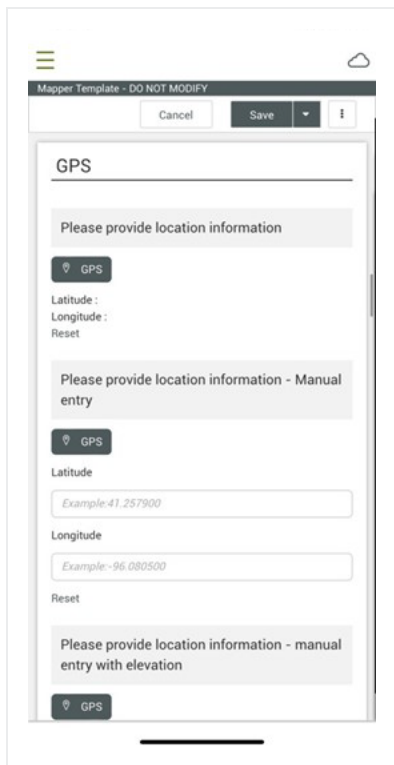 Mapper Template - DO NOT MODIFY
Cancel
Save
GPS
Please provide location information
GPS
Latitude :
Longitude :
Reset
Please provide location information - Manual
entry
GPS
Latitude
Example:41.257900
Longitude
Example:-96.080500
Reset
Please provide location information - manual
entry with elevation
GPS